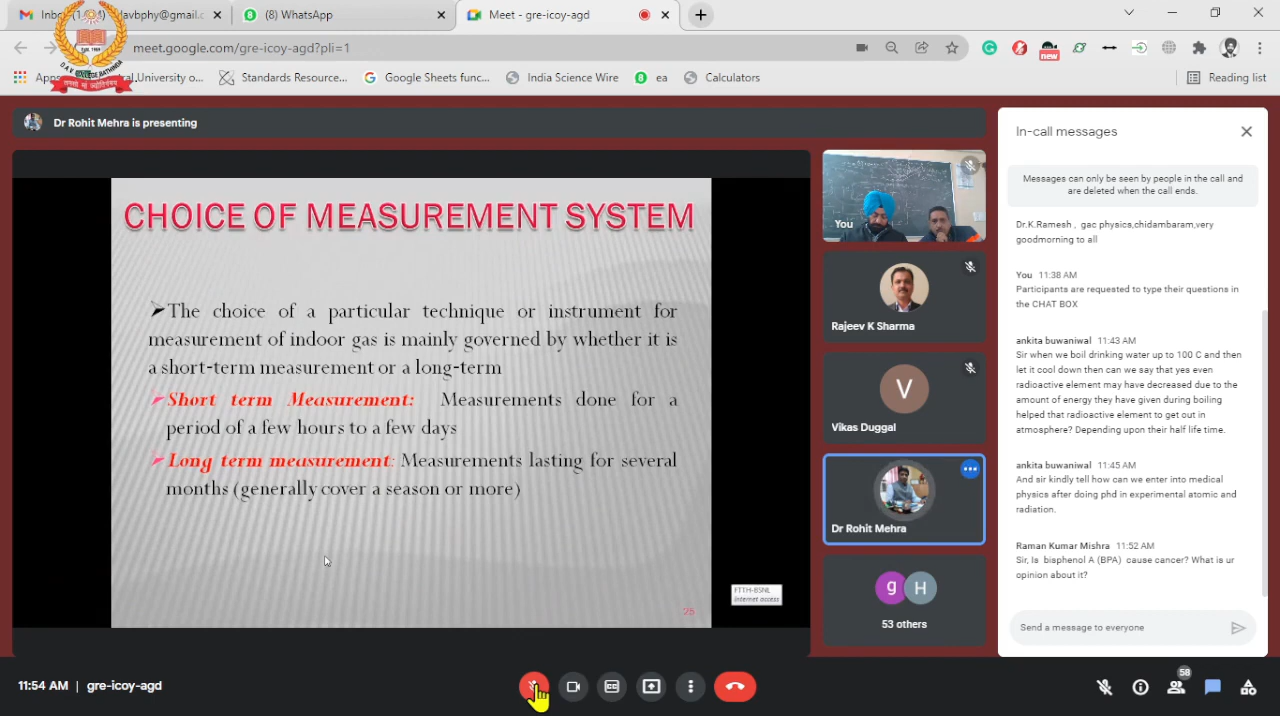 davbphy@gmail.c
(8) WhatsApp
Meet - gre-icoy-agd
meet.google.com/gre-icoy-agd?pli=1
University o...
Standards Resource...
Google Sheets func...
India Science Wire
ea
Calculators
new
Reading list
Dr Rohit Mehra is presenting
CHOICE OF MEASUREMENT SYSTEM
The choice of a particular technique or instrument for
measurement of indoor gas is mainly governed by whether it is
a short-term measurement or a long-term
Short term Measurement: Measurements done for a
period of a few hours to a few days
Long term measurement: Measurements lasting for several
months (generally cover a season or more)
FTTH-BSNL
Internet access
25
You
Rajeev K Sharma
V
Vikas Duggal
Dr Rohit Mehra
g H
53 others
In-call messages
Messages can only be seen by people in the call and
are deleted when the call ends.
Dr.K.Ramesh , gac physics,chidambaram,very
goodmorning to all
You 11:38 AM
Participants are requested to type their questions in
the CHAT BOX
ankita buwaniwal 11:43 AM
Sir when we boil drinking water up to 100 C and then
let it cool down then can we say that yes even
radioactive element may have decreased due to the
amount of energy they have given during boiling
helped that radioactive element to get out in
atmosphere? Depending upon their half life time.
ankita buwaniwal 11:45 AM
And sir kindly tell how can we enter into medical
physics after doing phd in experimental atomic and
radiation.
Raman Kumar Mishra 11:52 AM
Sir, Is bisphenol A (BPA) cause cancer? What is ur
opinion about it?
Send a message to everyone
11:54 AM | gre-icoy-agd
58